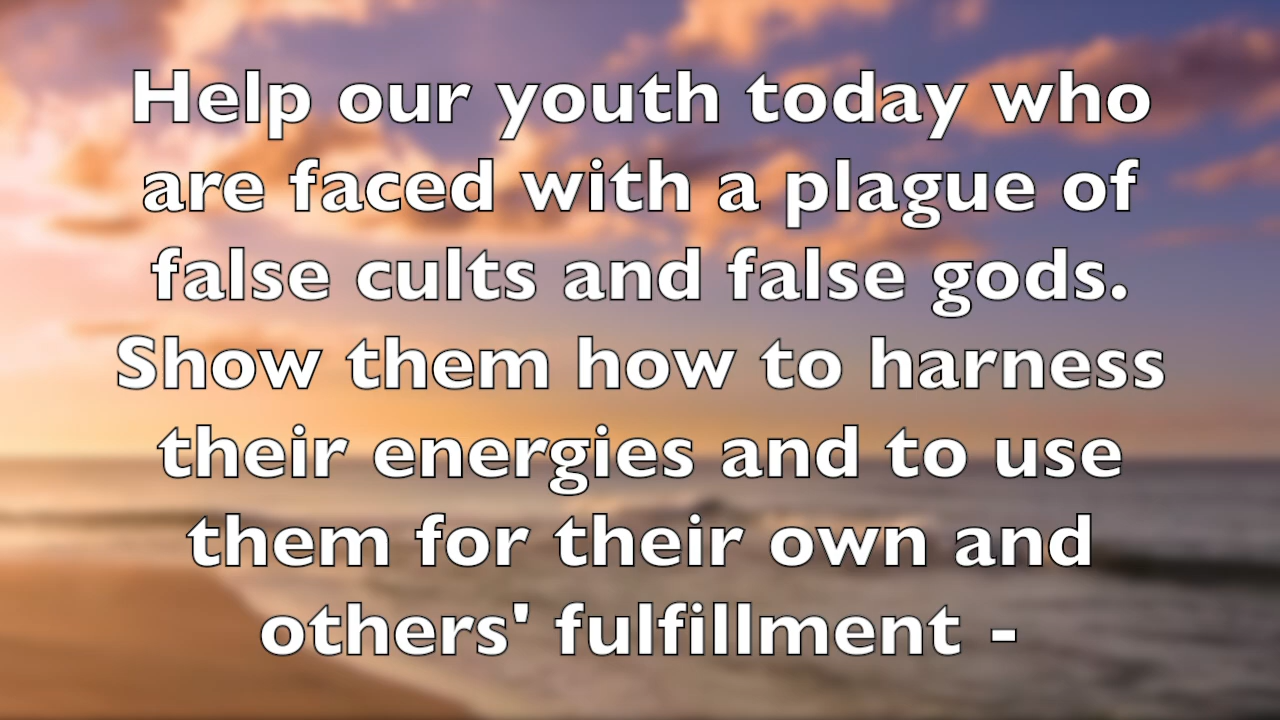 Help our youth today who
are faced with a plague of
false cults and false gods.
Show them how to harness
their energies and to use
them for their own and
others' fulfillment -